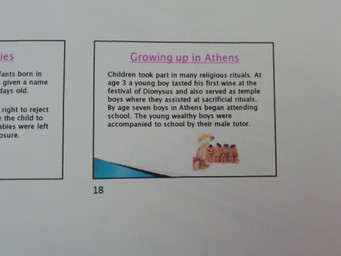 ies
fants born in
given a name
days old.
right to reject
the child to
abies were left
osure.
Growing up in Athens
Children took part in many religious rituals. At
age 3 a young boy tasted his first wine at the
festival of Dionysus and also served as temple
boys where they assisted at sacrificial rituals.
By age seven boys in Athens began attending
school. The young wealthy boys were
accompanied to school by their male tutor.
18